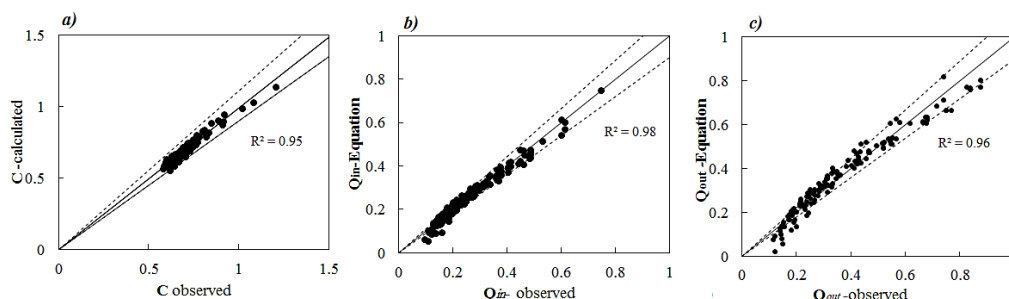 a)
1.5
1
0.5
0
C -calculated
R² = 0.95
0
0.5
1
1.5
C observed
b)
1
0.8
0.6
0.4
0.2
0
Qin-Equation
R² = 0.98
0
0.2
0.4
0.6
0.8
1
Qin- observed
c)
1
0.8
0.6
0.4
0.2
0
Qout -Equation
R² = 0.96
0
0.2
0.4
0.6
0.8
Qout -observed